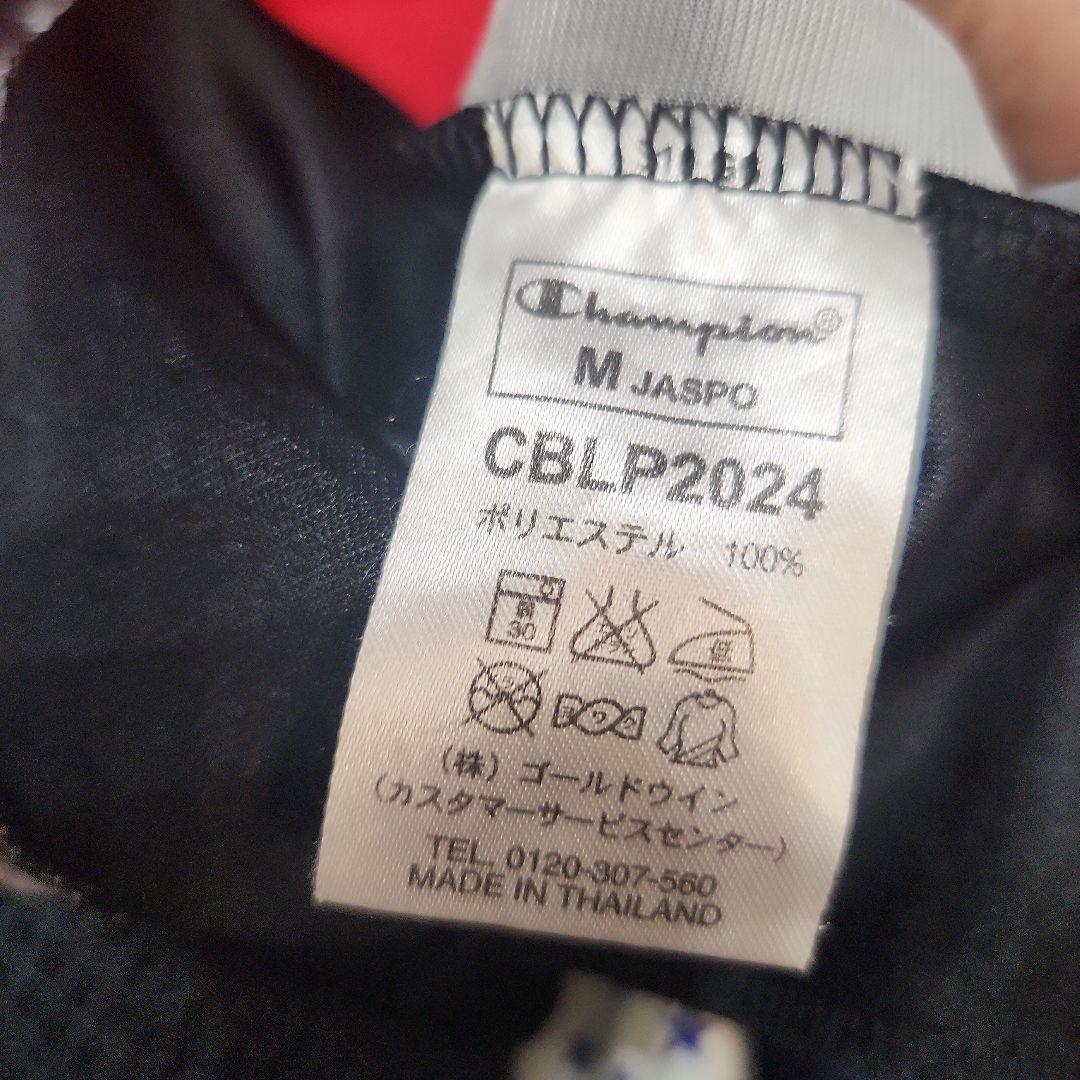 Champion®
M JASPO
CBLP2024
ポリエステル 100%
30
低
(株) ゴールドウイン
(カスタマーサービスセンター)
TEL. 0120-307-560
MADE IN THAILAND